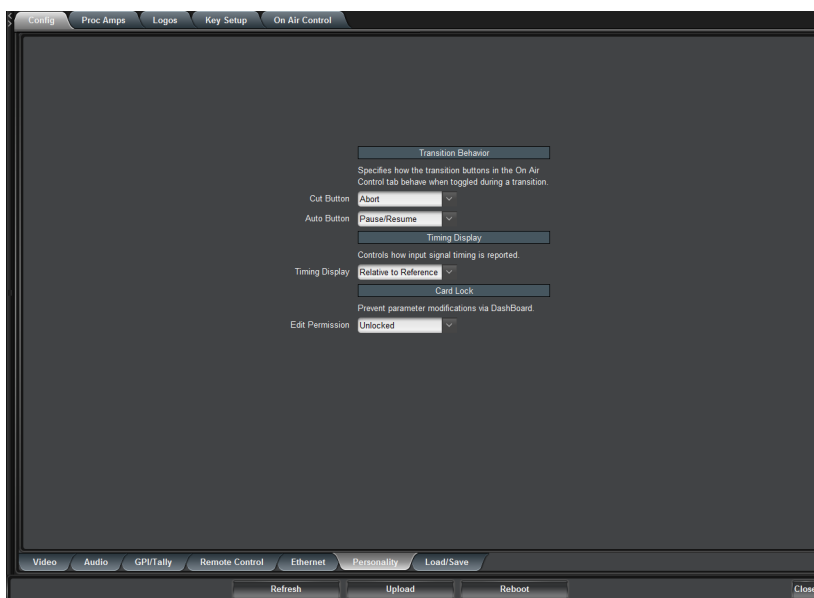 Config Proc Amps Logos Key Setup On Air Control
Transition Behavior
Specifies how the transition buttons in the On Air
Control tab behave when toggled during a transition.
Cut Button Abort
Auto Button Pause/Resume
Timing Display
Controls how input signal timing is reported.
Timing Display Relative to Reference
Card Lock
Prevent parameter modifications via DashBoard.
Edit Permission Unlocked
Video Audio GPI/Tally Remote Control Ethernet Personality Load/Save
Refresh Upload Reboot Close